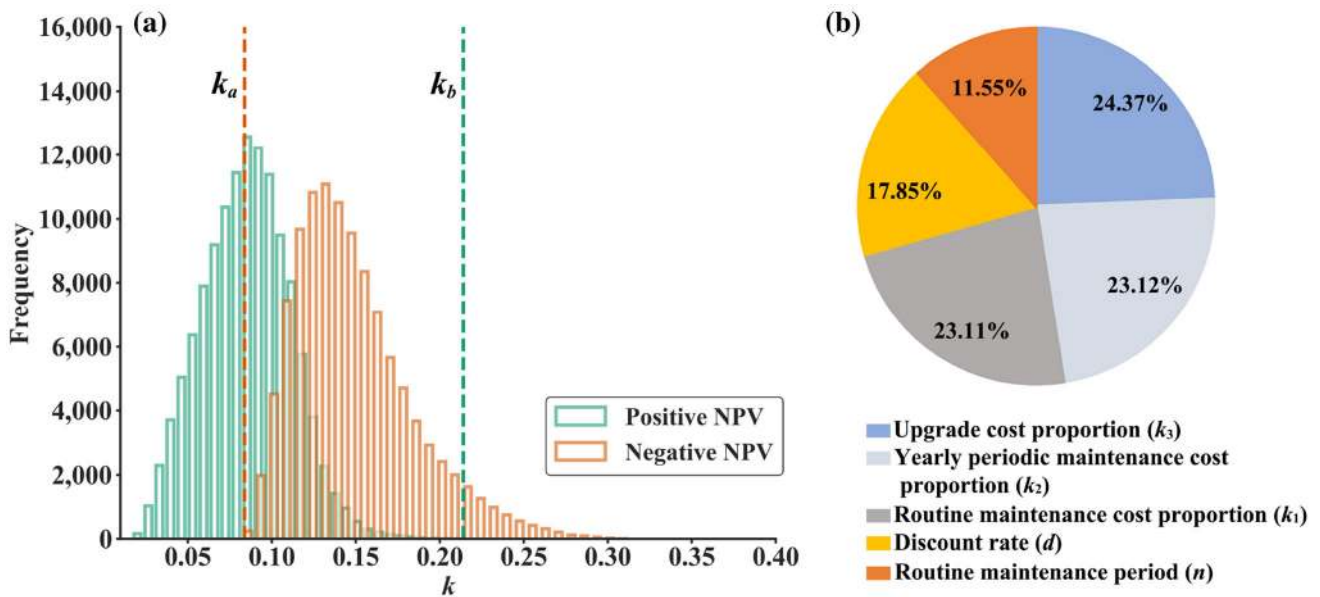 (a)
16,000
14,000
12,000
10,000
8,000
6,000
4,000
2,000
0
Frequency
ka
kb
Positive NPV
Negative NPV
0.05 0.10 0.15 0.20 0.25 0.30 0.35 0.40
k
(b)
11.55%
24.37%
17.85%
23.12%
23.11%
Upgrade cost proportion (k3)
Yearly periodic maintenance cost
proportion (k2)
Routine maintenance cost proportion (k1)
Discount rate (d)
Routine maintenance period (n)